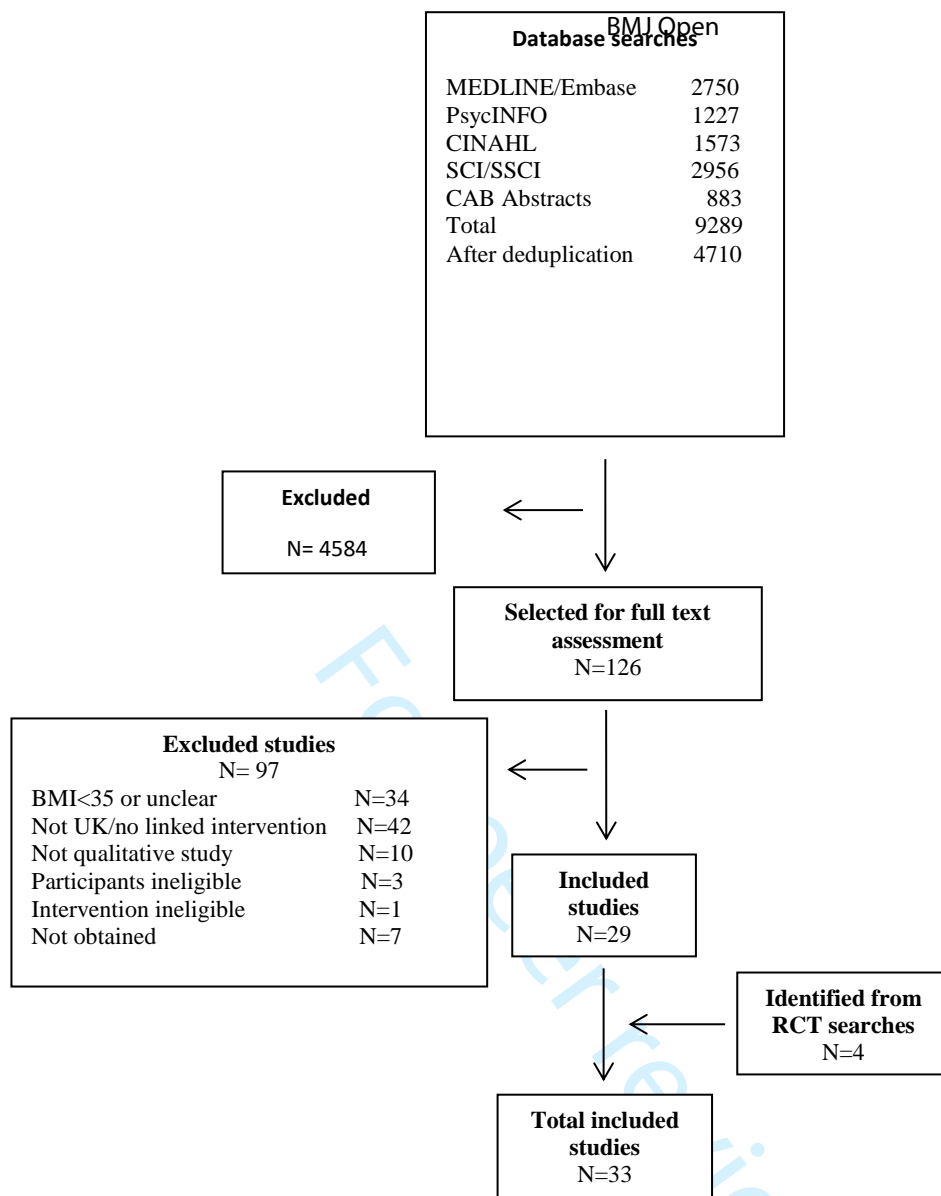 BMJ Open
Database searches
MEDLINE/Embase 2750
PsycINFO 1227
CINAHL 1573
SCI/SSCI 2956
CAB Abstracts 883
Total 9289
After deduplication 4710
Excluded
N= 4584
Selected for full text
assessment
N=126
Excluded studies
N= 97
BMI<35 or unclear N=34
Not UK/no linked intervention N=42
Not qualitative study N=10
Participants ineligible N=3
Intervention ineligible N=1
Not obtained N=7
Included
studies
N=29
Identified from
RCT searches
N=4
Total included
studies
N=33